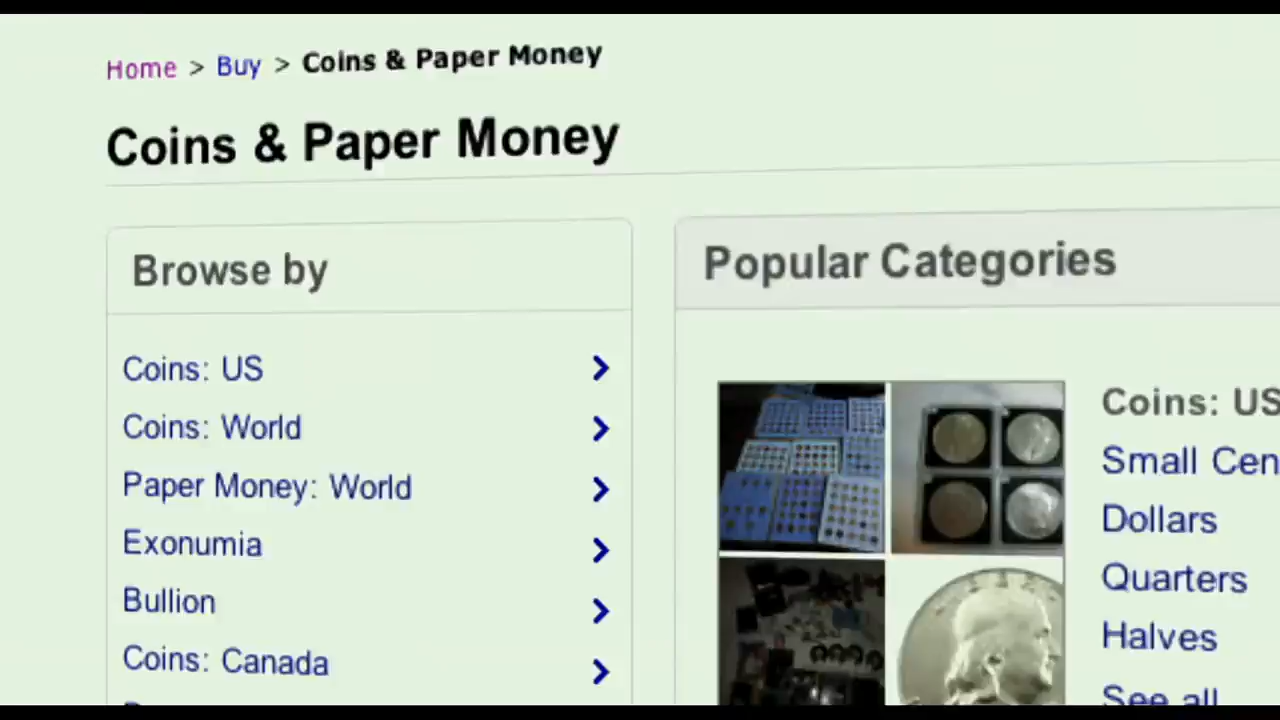 Home > Buy > Coins & Paper Money
Coins & Paper Money
Browse by
Coins: US
Coins: World
Paper Money: World
Exonumia
Bullion
Coins: Canada
Popular Categories
Coins: US
Small Cen
Dollars
Quarters
Halves
See all